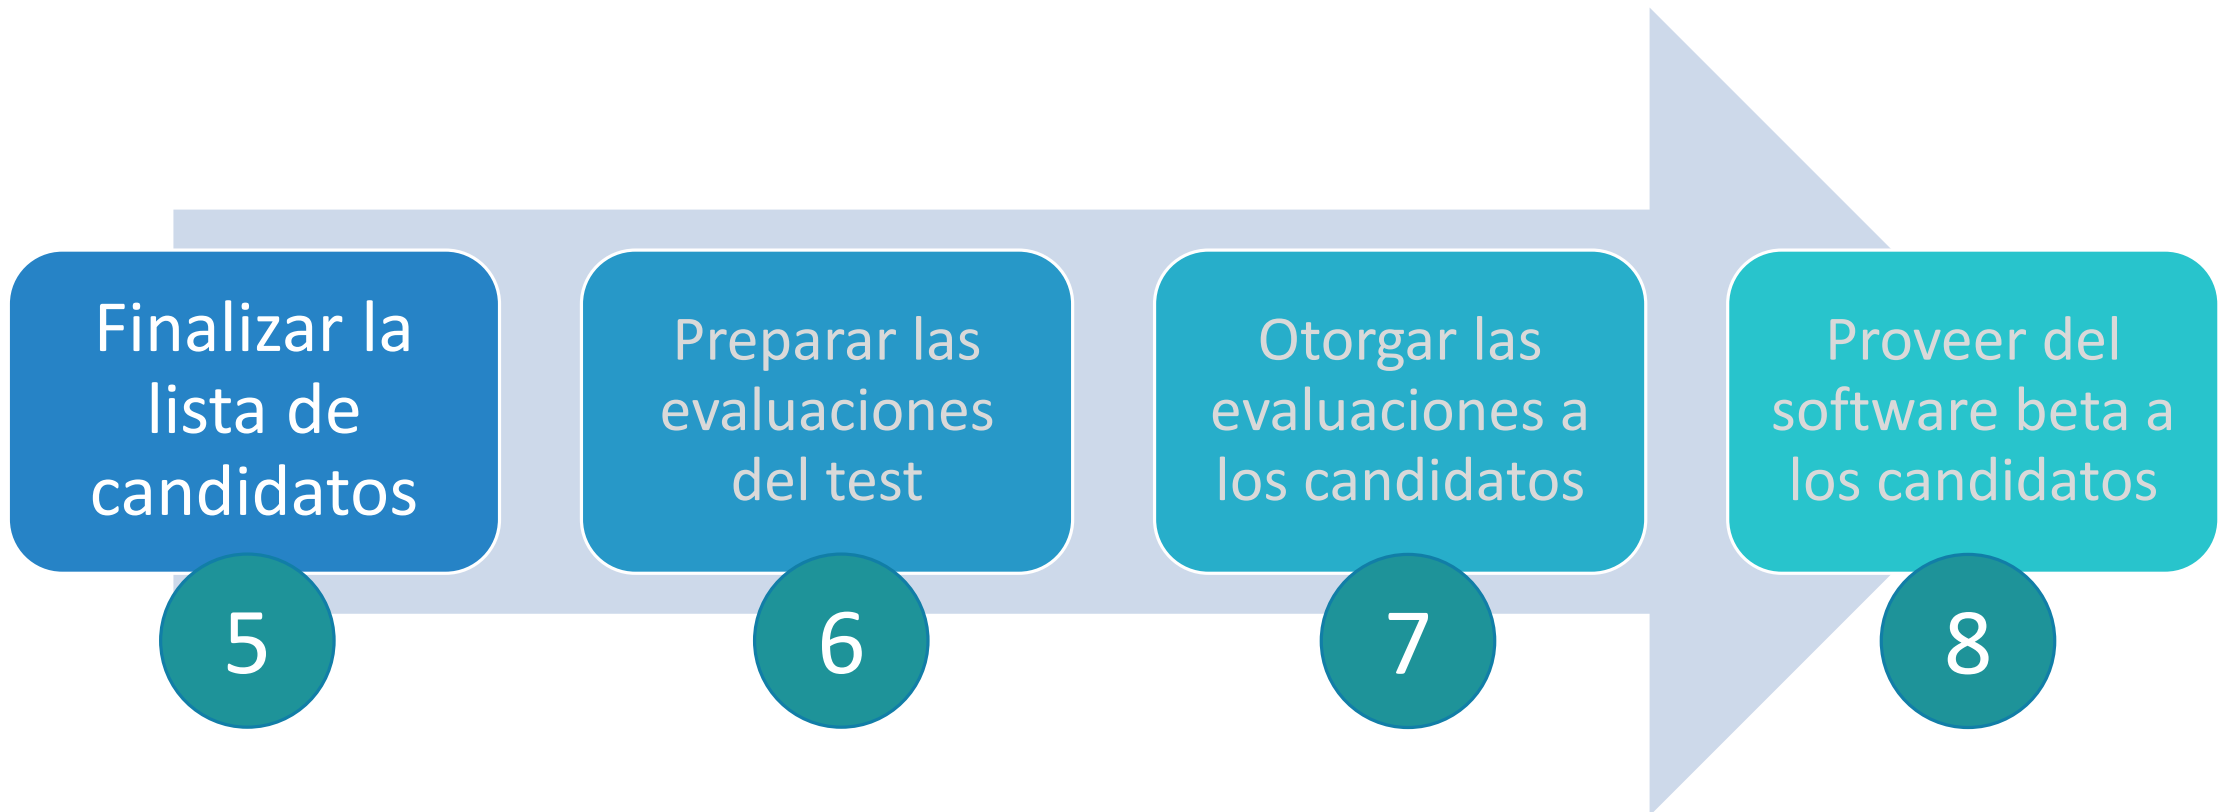 Finalizar la
lista de
candidatos
5
Preparar las
evaluaciones
del test
6
Otorgar las
evaluaciones a
los candidatos
7
Proveer del
software beta a
los candidatos
8